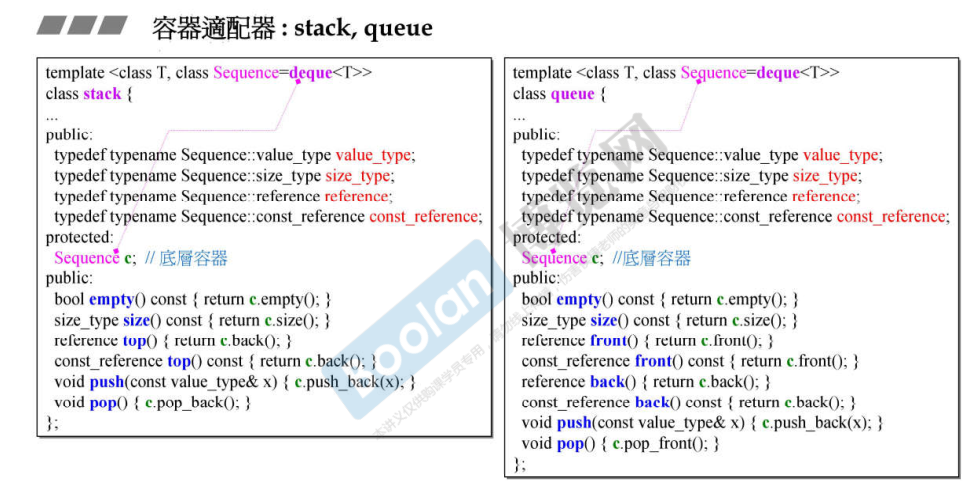 容器適配器 : stack, queue
template <class T, class Sequence=deque<T>>
class stack {
...
public:
typedef typename Sequence::value_type value_type;
typedef typename Sequence::size_type size_type;
typedef typename Sequence::reference reference;
typedef typename Sequence::const_reference const_reference;
protected:
Sequence c; // 底層容器
public:
bool empty() const { return c.empty(); }
size_type size() const { return c.size(); }
reference top() { return c.back(); }
const_reference top() const { return c.back(); }
void push(const value_type& x) { c.push_back(x); }
void pop() { c.pop_back(); }
};
template <class T, class Sequence=deque<T>>
class queue {
...
public:
typedef typename Sequence::value_type value_type;
typedef typename Sequence::size_type size_type;
typedef typename Sequence::reference reference;
typedef typename Sequence::const_reference const_reference;
protected:
Sequence c; //底層容器
public:
bool empty() const { return c.empty(); }
size_type size() const { return c.size(); }
reference front() { return c.front(); }
const_reference front() const { return c.front(); }
reference back() { return c.back(); }
const_reference back() const { return c.back(); }
void push(const value_type& x) { c.push_back(x); }
void pop() { c.pop_front(); }
};
Boolan 博览网
本讲义仅供购课学员专用